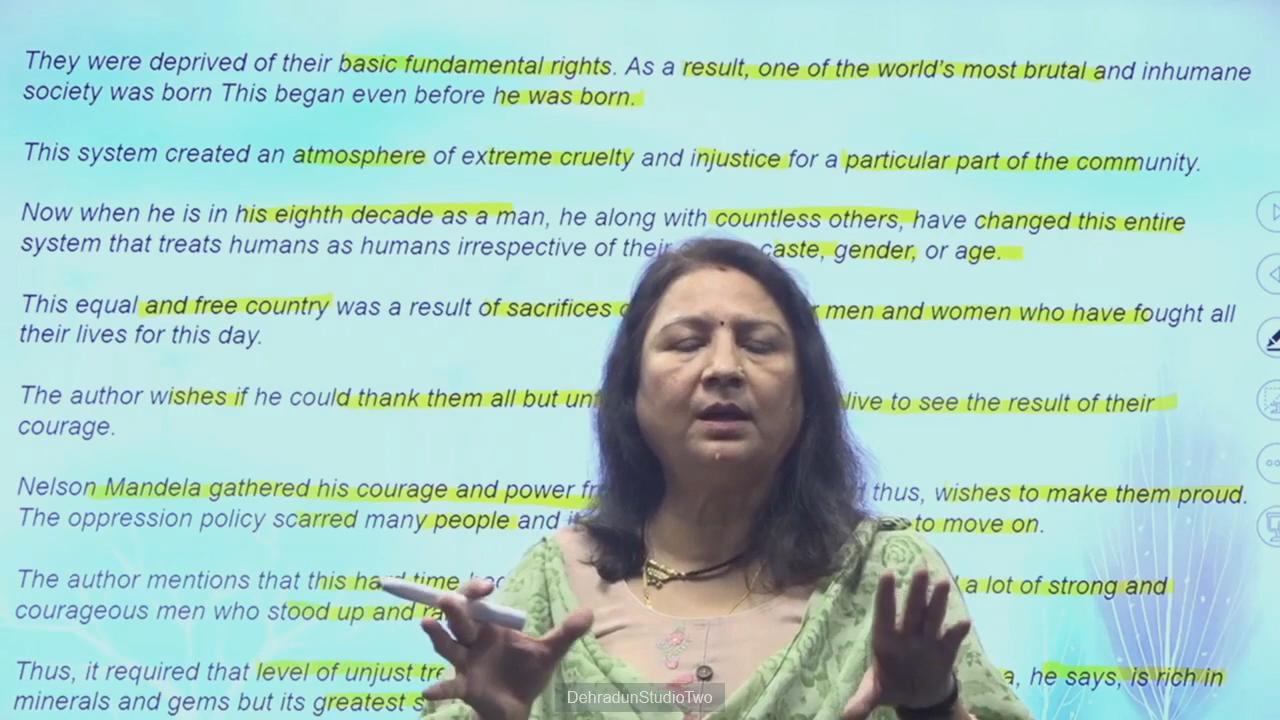 They were deprived of their basic fundamental rights. As a result, one of the world's most brutal and inhumane
society was born This began even before he was born.
This system created an atmosphere of extreme cruelty and injustice for a particular part of the community.
Now when he is in his eighth decade as a man, he along with countless others, have changed this entire
system that treats humans as humans irrespective of their caste, gender, or age.
This equal and free country was a result of sacrifices men and women who have fought all
their lives for this day.
The author wishes if he could thank them all but to see the result of their
courage.
Nelson Mandela gathered his courage and power thus, wishes to make them proud.
The oppression policy scarred many people and to move on.
The author mentions that this hard time a lot of strong and
courageous men who stood up and
Thus, it required that level of unjust he says, is rich in
minerals and gems but its greatest
DehradunStudioTwo